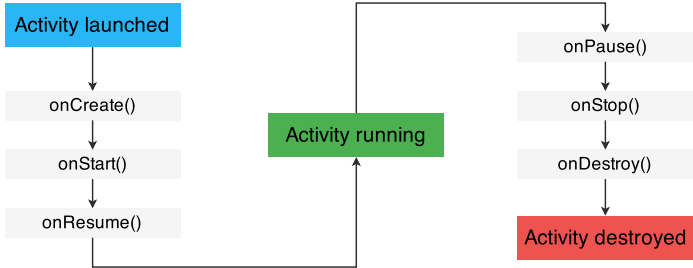 Activity launched
onCreate()
onStart()
onResume()
Activity running
onPause()
onStop()
onDestroy()
Activity destroyed